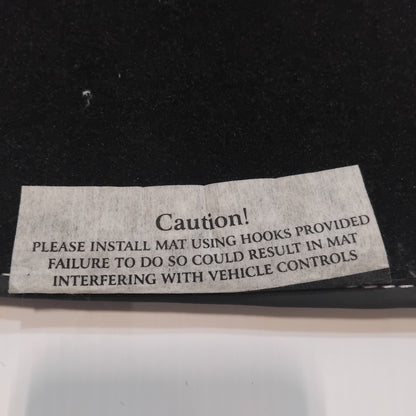 Caution!
PLEASE INSTALL MAT USING HOOKS PROVIDED
FAILURE TO DO SO COULD RESULT IN MAT
INTERFERING WITH VEHICLE CONTROLS